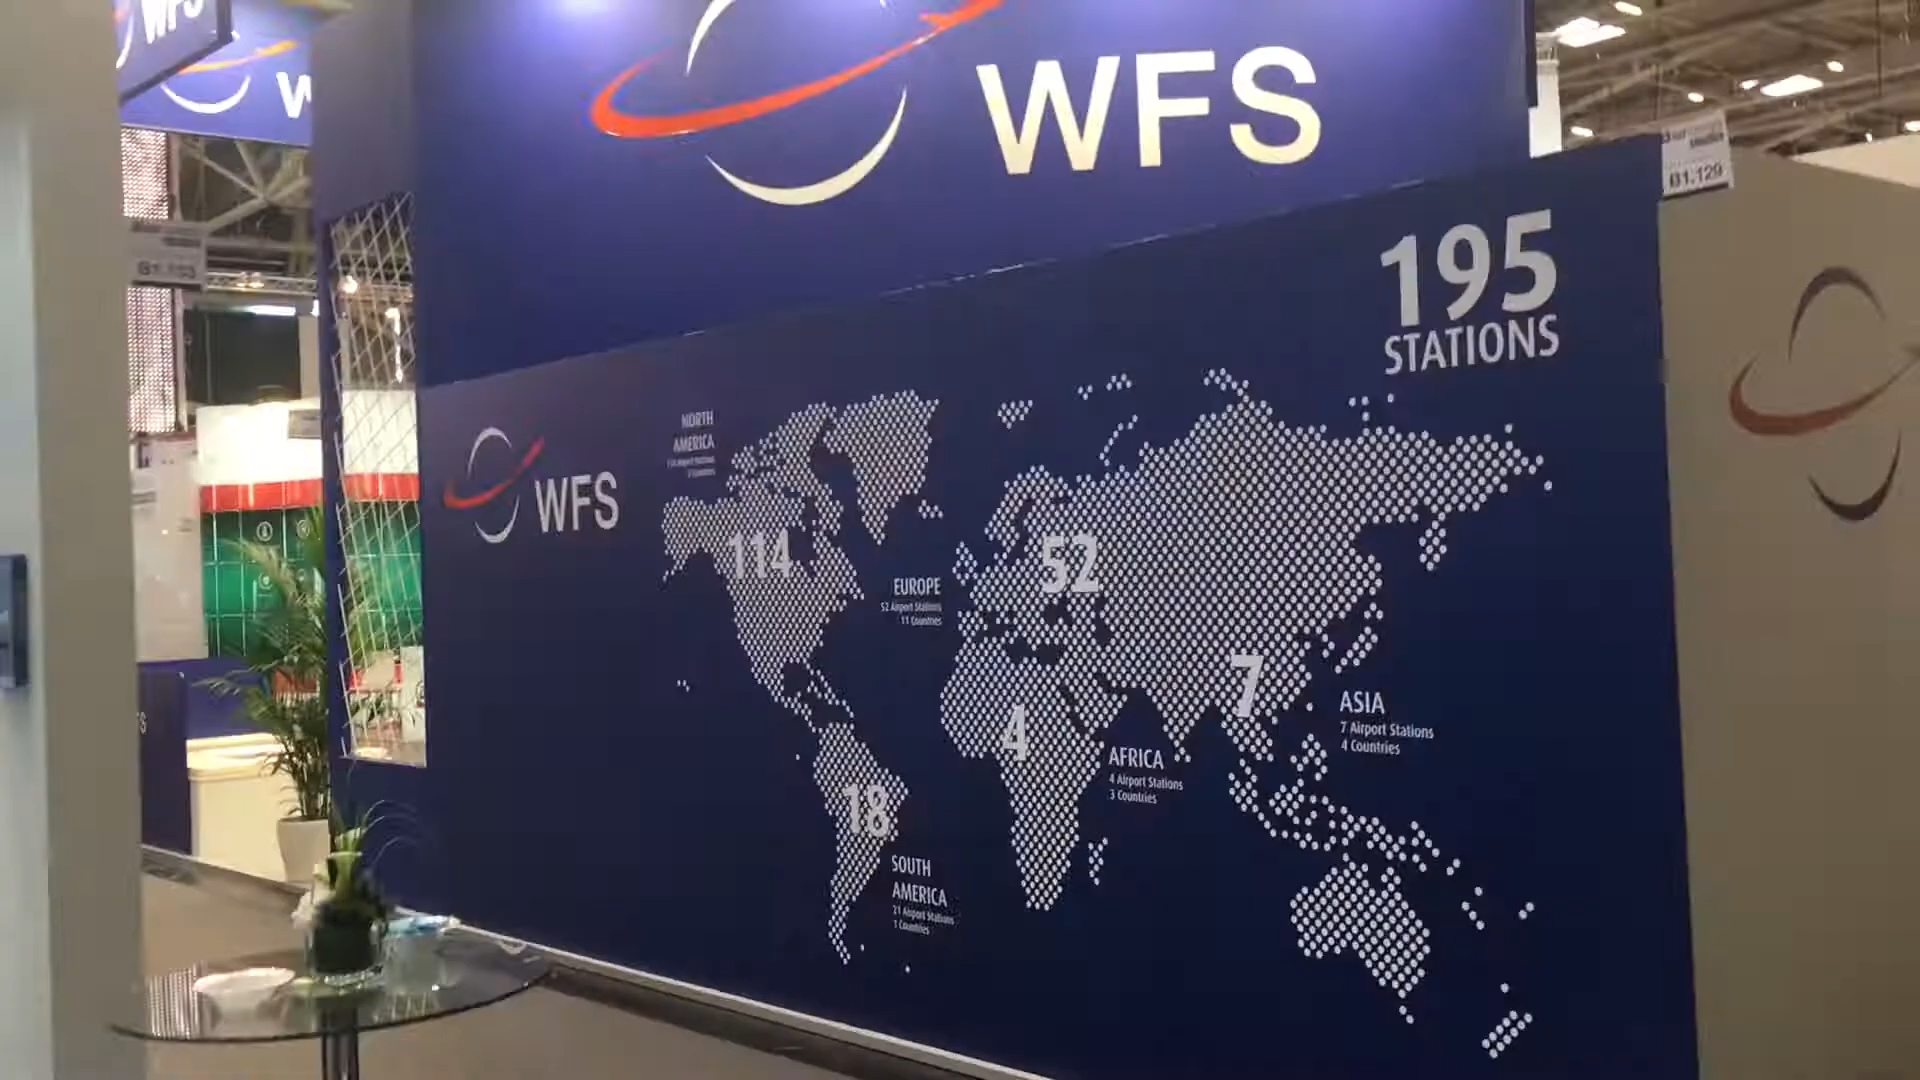 WFS
W
WFS
B1.129
195
STATIONS
NORTH
AMERICA
WFS
114
52
EUROPE
52 Airport Stations
11 Countries
7
ASIA
7 Airport Stations
4 Countries
4
AFRICA
4 Airport Stations
3 Countries
18
SOUTH
AMERICA
21 Airport Stations
1 Countries